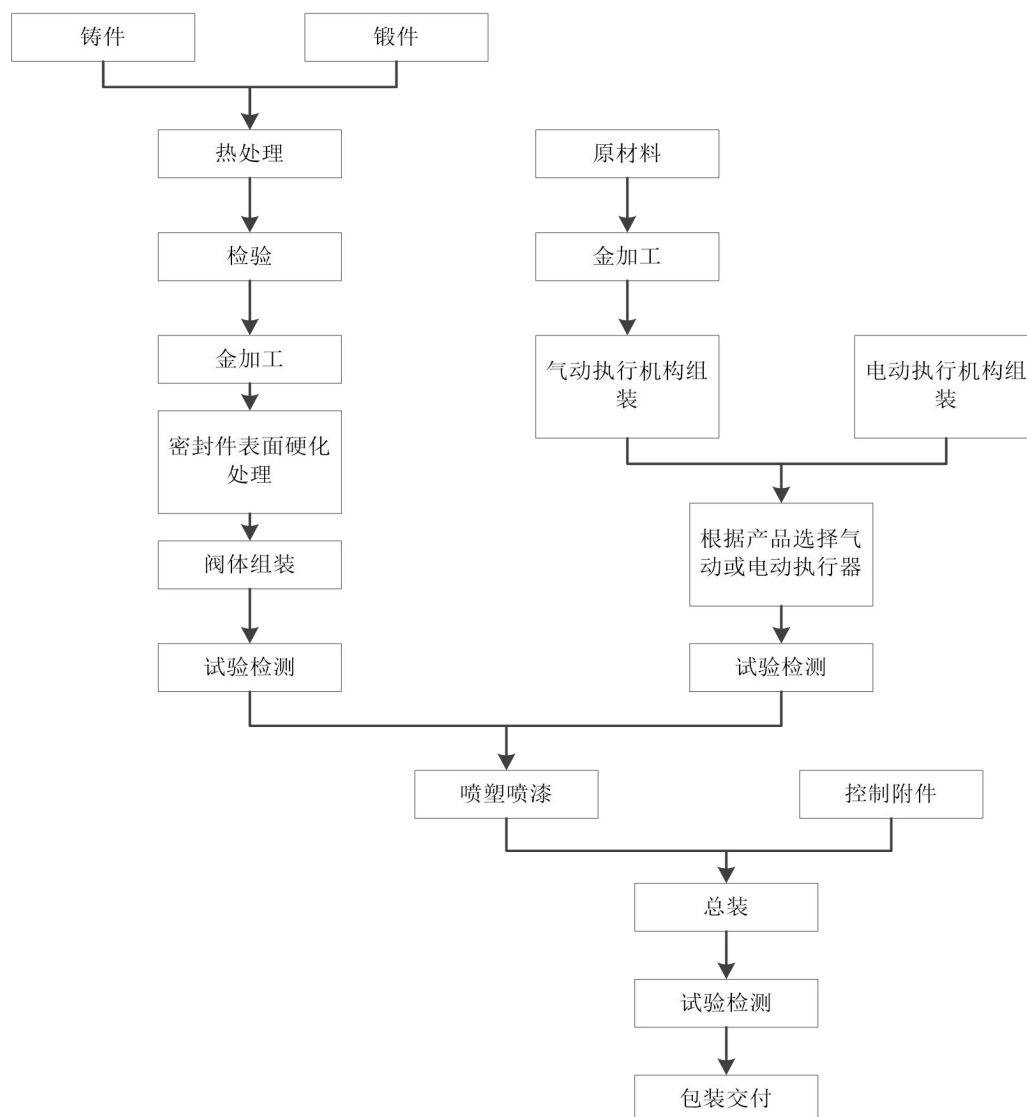 铸件
锻件
热处理
原材料
检验
金加工
金加工
气动执行机构组
装
电动执行机构组
装
密封件表面硬化
处理
根据产品选择气
动或电动执行器
阀体组装
试验检测
试验检测
喷塑喷漆
控制附件
总装
试验检测
包装交付